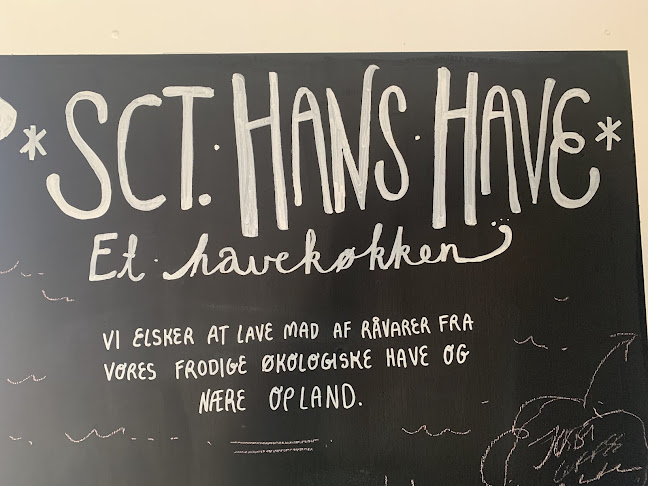 *SCT. HANS HAVE*
Et havekøkken
VI ELSKER AT LAVE MAD AF RÅVARER FRA
VORES FRODIGE ØKOLOGISKE HAVE OG
NÆRE OPLAND.